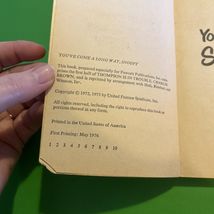 YOU'VE COME A LONG WAY, SNOOPY
This book, prepared especially for Fawcett Publications, Inc., com-
prises the first half of THOMPSON IS IN TROUBLE, CHARLIE
BROWN, and is reprinted by arrangement with Holt, Rinehart and
Winston, Inc.
Copyright © 1972, 1973 by United Feature Syndicate, Inc.
All rights reserved, including the right to reproduce this book or
portions thereof in any form.
Printed in the United States of America
First Printing: May 1976
1 2 3 4 5 6 7 8 9 10
Yo
S